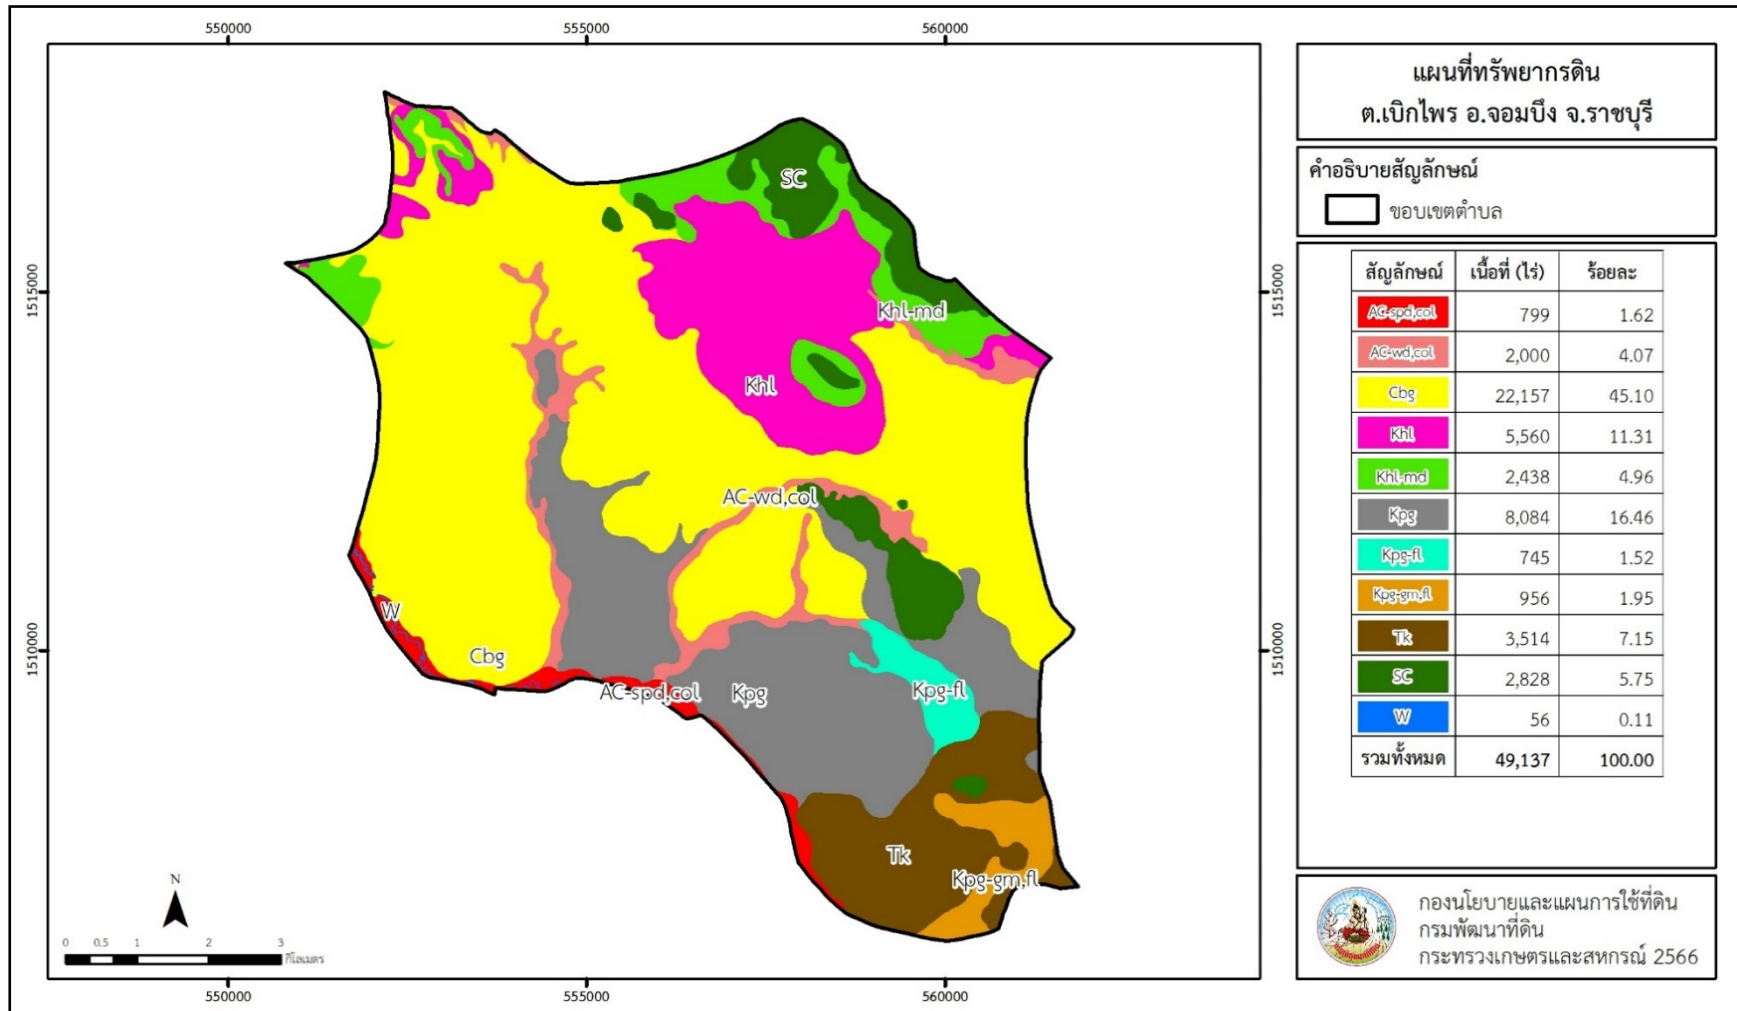 550000
555000
560000
1515000
1515000
1510000
1510000
SC
Khl-md
Khl
AC-wd,col
W
Cbg
AC-spd,col
Kpg
Kpg-fl
Tk
Kpg-gm,fl
N
0 0.5 1 2 3
กิโลเมตร
550000
555000
560000
แผนที่ทรัพยากรดิน
ต.เบิกไพร อ.จอมบึง จ.ราชบุรี
คำอธิบายสัญลักษณ์
ขอบเขตตำบล
สัญลักษณ์ เนื้อที่ (ไร่) ร้อยละ
AC-spd,col 799 1.62
AC-wd,col 2,000 4.07
Cbg 22,157 45.10
Khl 5,560 11.31
Khl-md 2,438 4.96
Kpg 8,084 16.46
Kpg-fl 745 1.52
Kpg-gm,fl 956 1.95
Tk 3,514 7.15
SC 2,828 5.75
W 56 0.11
รวมทั้งหมด 49,137 100.00
กองนโยบายและแผนการใช้ที่ดิน
กรมพัฒนาที่ดิน
กระทรวงเกษตรและสหกรณ์ 2566